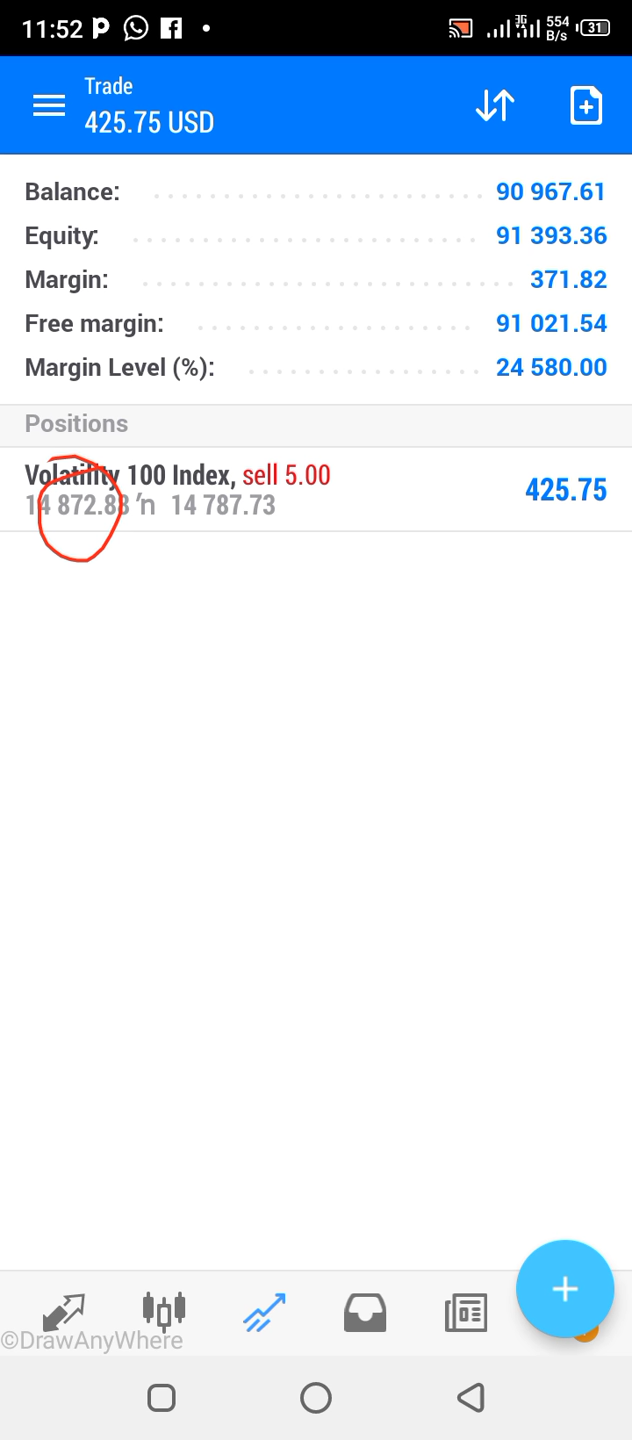 11:52
3G
554
B/s
31
Trade
425.75 USD
Balance: 90 967.61
Equity: 91 393.36
Margin: 371.82
Free margin: 91 021.54
Margin Level (%): 24 580.00
Positions
Volatility 100 Index, sell 5.00
14 872.88 ʹn 14 787.73
425.75
©DrawAnyWhere